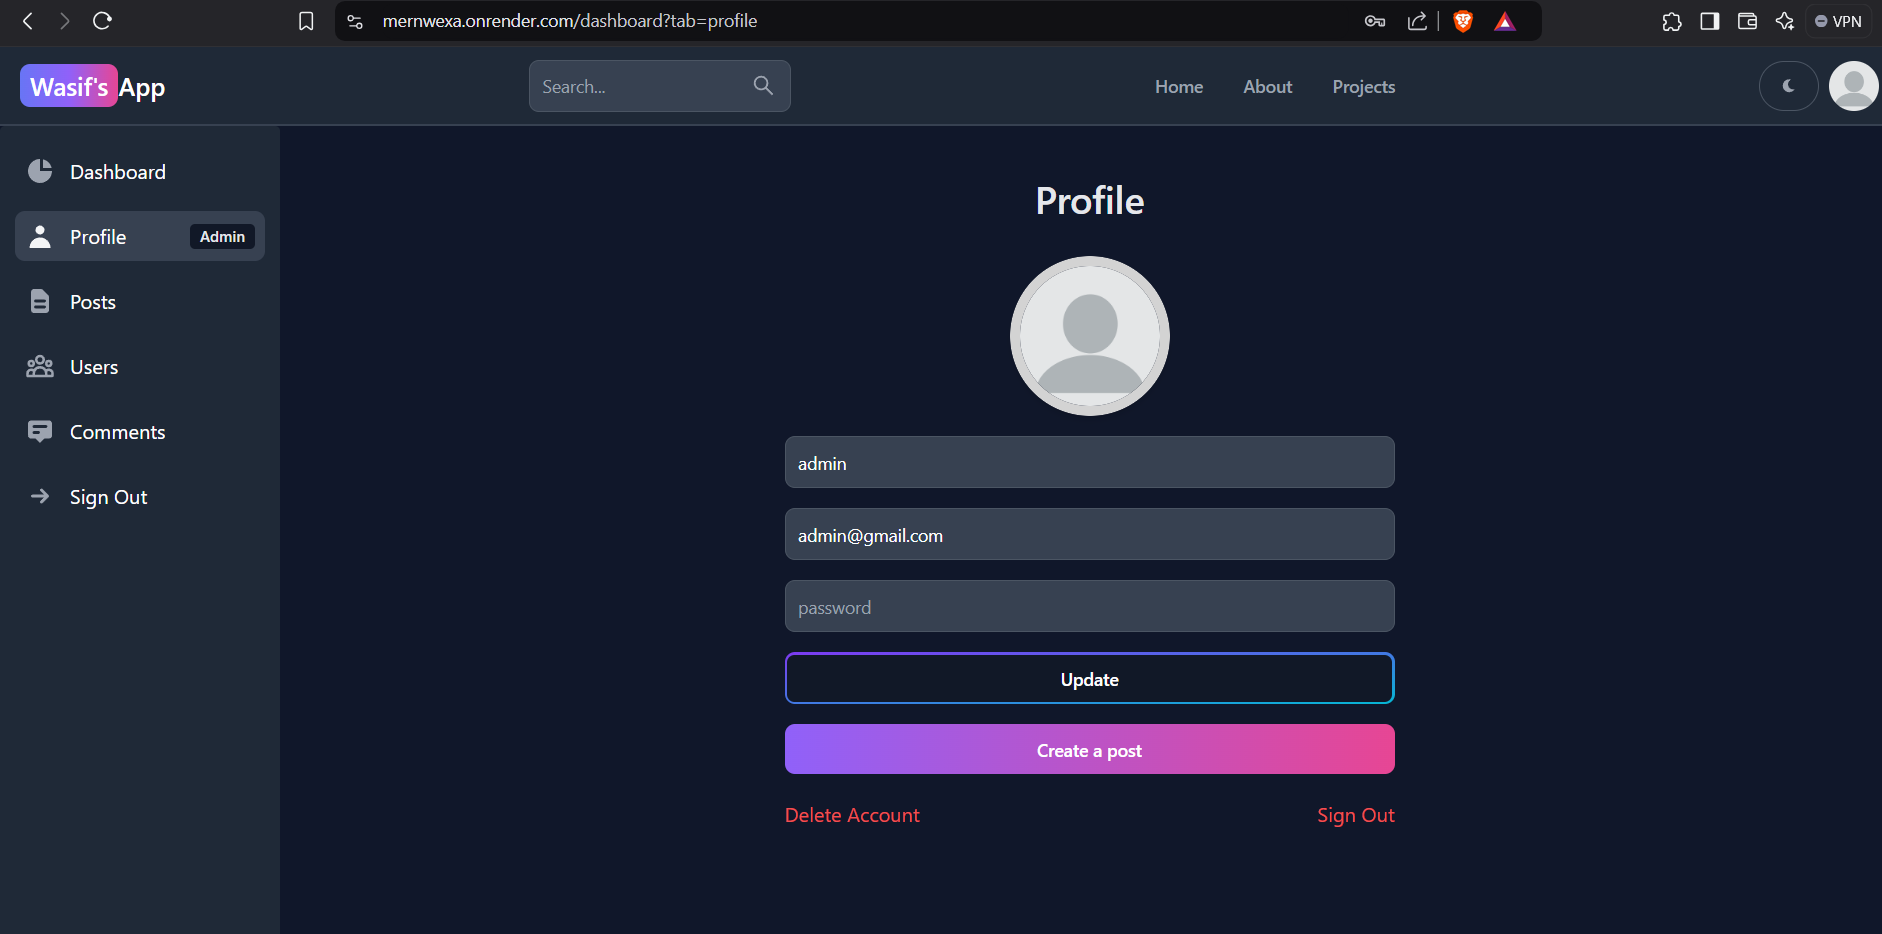 mernwexa.onrender.com/dashboard?tab=profile
VPN
Wasif's App
Search...
Home
About
Projects
Dashboard
Profile
Admin
Posts
Users
Comments
Sign Out
Profile
admin
admin@gmail.com
password
Update
Create a post
Delete Account
Sign Out